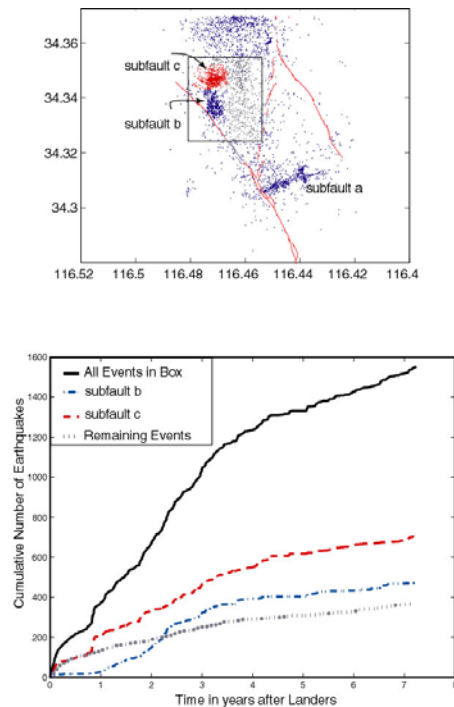 34.36
34.34
34.32
34.3
subfault c
subfault b
subfault a
116.52 116.5 116.48 116.46 116.44 116.42 116.4
1600
1400
1200
1000
800
600
400
200
0
Cumulative Number of Earthquakes
All Events in Box
subfault b
subfault c
Remaining Events
0 1 2 3 4 5 6 7 8
Time in years after Landers